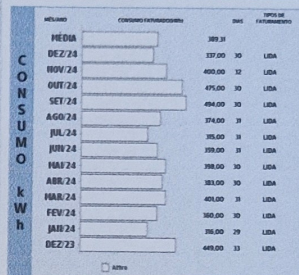 MÊS/ANO CONSUMO FATURADO/kWh DIAS TIPOS DE FATURAMENTO
CONSUMO kWh
MÉDIA 389,31
DEZ/24 337,00 30 LIDA
NOV/24 400,00 32 LIDA
OUT/24 475,00 30 LIDA
SET/24 494,00 30 LIDA
AGO/24 374,00 31 LIDA
JUL/24 315,00 31 LIDA
JUN/24 359,00 31 LIDA
MAI/24 398,00 30 LIDA
ABR/24 383,00 30 LIDA
MAR/24 401,00 31 LIDA
FEV/24 360,00 30 LIDA
JAN/24 316,00 29 LIDA
DEZ/23 449,00 33 LIDA